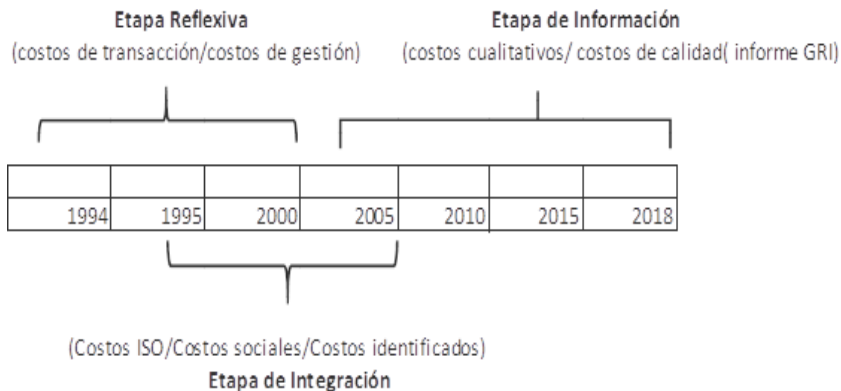 Etapa Reflexiva
(costos de transacción/costos de gestión)
Etapa de Información
(costos cualitativos/ costos de calidad( informe GRI)
1994 1995 2000 2005 2010 2015 2018
(Costos ISO/Costos sociales/Costos identificados)
Etapa de Integración